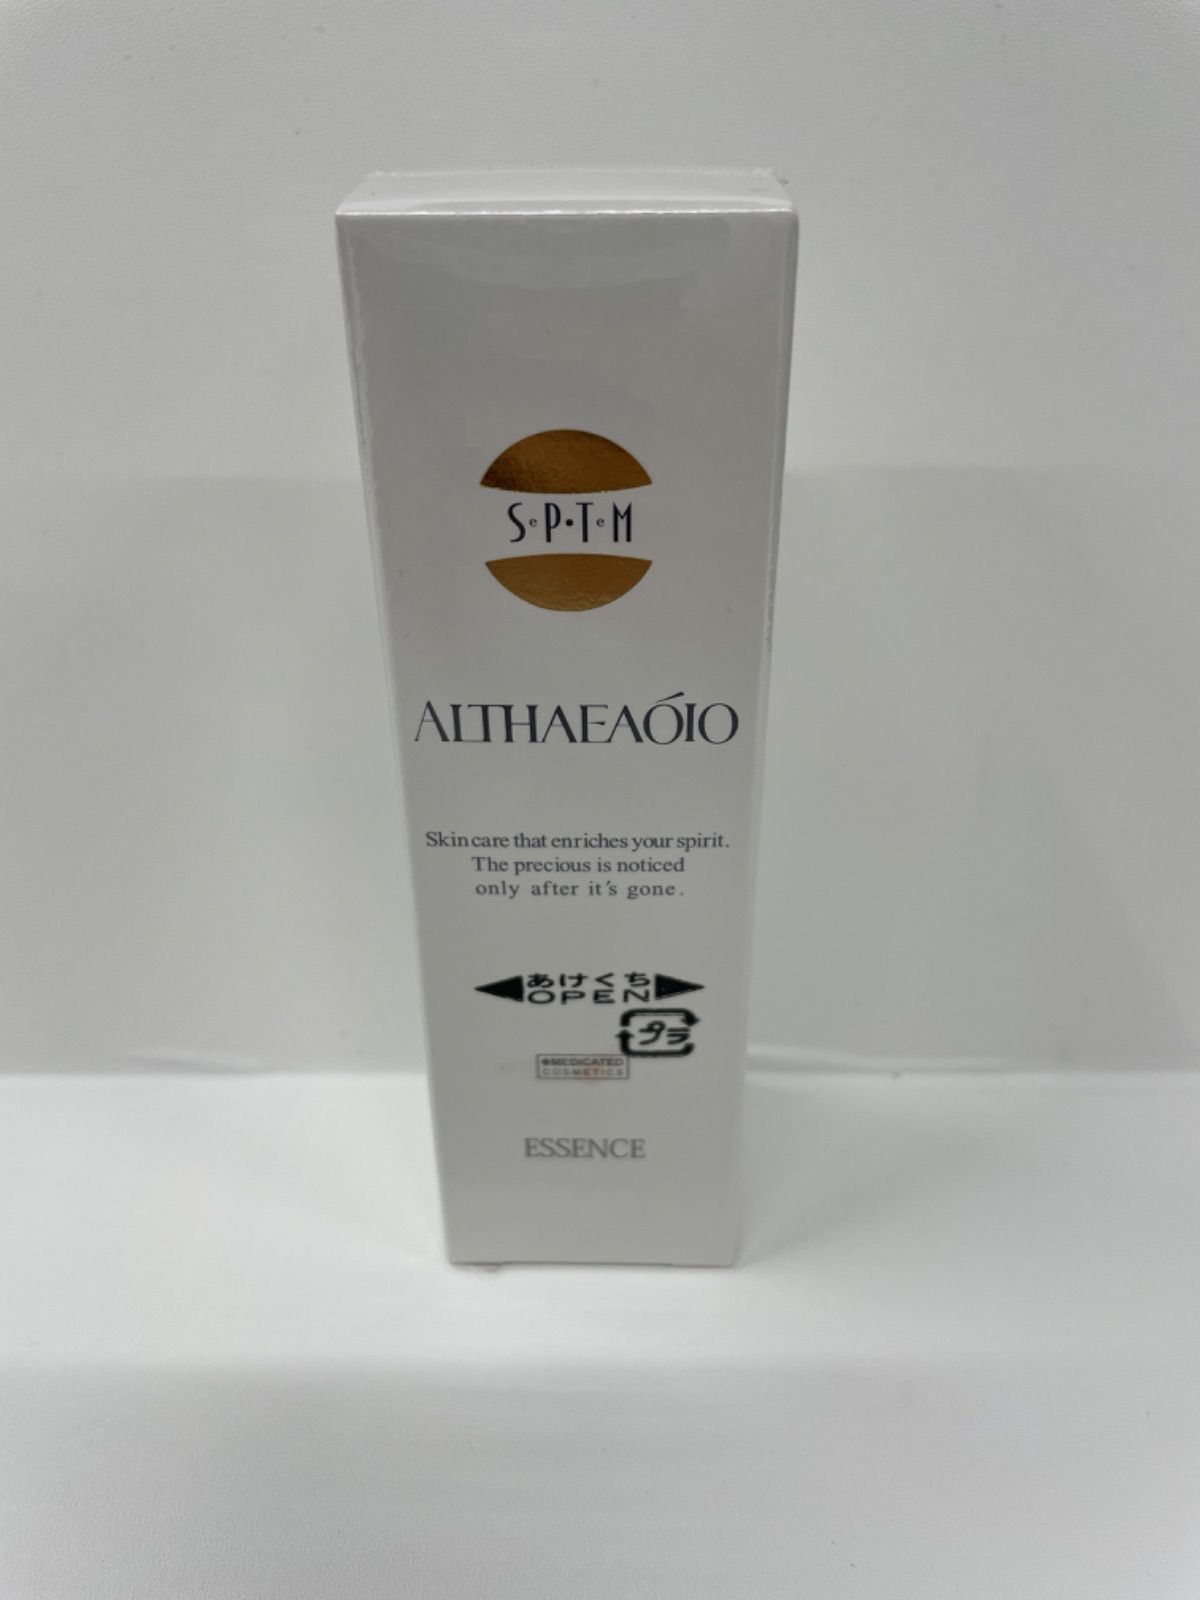 SePTeM
ALTHAEAÓIO
Skin care that enriches your spirit.
The precious is noticed
only after it's gone.
あけくち
OPEN
プラ
MEDICATED
COSMETICS
ESSENCE